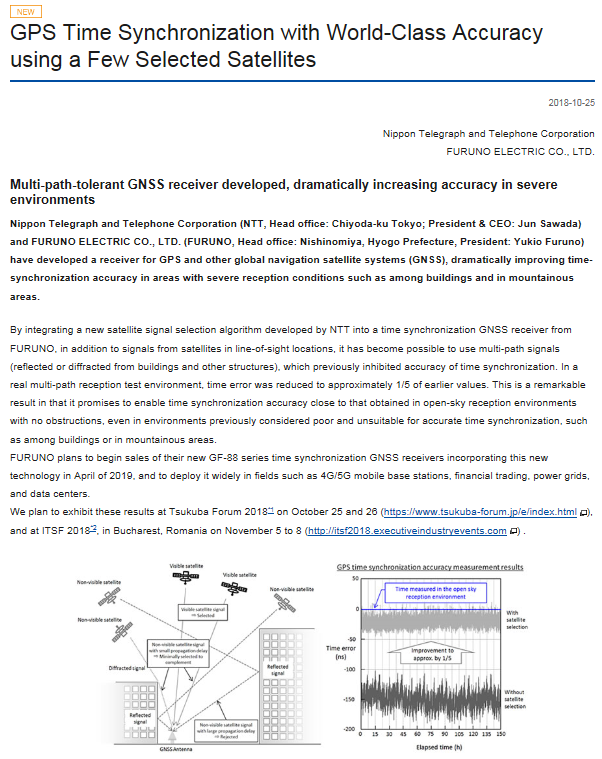 NEW
GPS Time Synchronization with World-Class Accuracy
using a Few Selected Satellites
2018-10-25
Nippon Telegraph and Telephone Corporation
FURUNO ELECTRIC CO., LTD.
Multi-path-tolerant GNSS receiver developed, dramatically increasing accuracy in severe
environments
Nippon Telegraph and Telephone Corporation (NTT, Head office: Chiyoda-ku Tokyo; President & CEO: Jun Sawada)
and FURUNO ELECTRIC CO., LTD. (FURUNO, Head office: Nishinomiya, Hyogo Prefecture, President: Yukio Furuno)
have developed a receiver for GPS and other global navigation satellite systems (GNSS), dramatically improving time-
synchronization accuracy in areas with severe reception conditions such as among buildings and in mountainous
areas.
By integrating a new satellite signal selection algorithm developed by NTT into a time synchronization GNSS receiver from
FURUNO, in addition to signals from satellites in line-of-sight locations, it has become possible to use multi-path signals
(reflected or diffracted from buildings and other structures), which previously inhibited accuracy of time synchronization. In a
real multi-path reception test environment, time error was reduced to approximately 1/5 of earlier values. This is a remarkable
result in that it promises to enable time synchronization accuracy close to that obtained in open-sky reception environments
with no obstructions, even in environments previously considered poor and unsuitable for accurate time synchronization, such
as among buildings or in mountainous areas.
FURUNO plans to begin sales of their new GF-88 series time synchronization GNSS receivers incorporating this new
technology in April of 2019, and to deploy it widely in fields such as 4G/5G mobile base stations, financial trading, power grids,
and data centers.
We plan to exhibit these results at Tsukuba Forum 2018*1 on October 25 and 26 (https://www.tsukuba-forum.jp/e/index.html),
and at ITSF 2018*2, in Bucharest, Romania on November 5 to 8 (http://itsf2018.executiveindustryevents.com) .
Visible satellite
Visible satellite
Non-visible satellite
Non-visible satellite
Non-visible satellite
Visible satellite signal
⇒ Selected
Non-visible satellite signal
with small propagation delay
⇒ Minimally selected to
complement
Diffracted signal
Reflected
signal
Reflected
signal
Non-visible satellite signal
with large propagation delay
⇒ Rejected
GNSS Antenna
GPS time synchronization accuracy measurement results
50
0
-50
-100
-150
-200
Time error
(ns)
Time measured in the open sky
reception environment
With
satellite
selection
Improvement to
approx. by 1/5
Without
satellite
selection
0 15 30 45 60 75 90 105 120 135 150
Elapsed time (h)